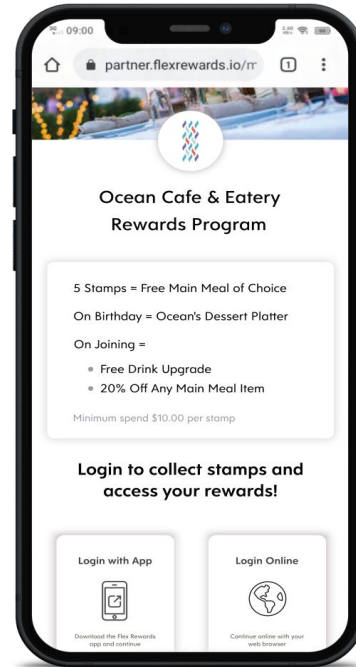 09:00
partner.flexrewards.io/m
1
Ocean Cafe & Eatery
Rewards Program
5 Stamps = Free Main Meal of Choice
On Birthday = Ocean's Dessert Platter
On Joining =
Free Drink Upgrade
20% Off Any Main Meal Item
Minimum spend $10.00 per stamp
Login to collect stamps and
access your rewards!
Login with App
Login Online
Download the Flex Rewards
app and continue
Continue online with your
web browser